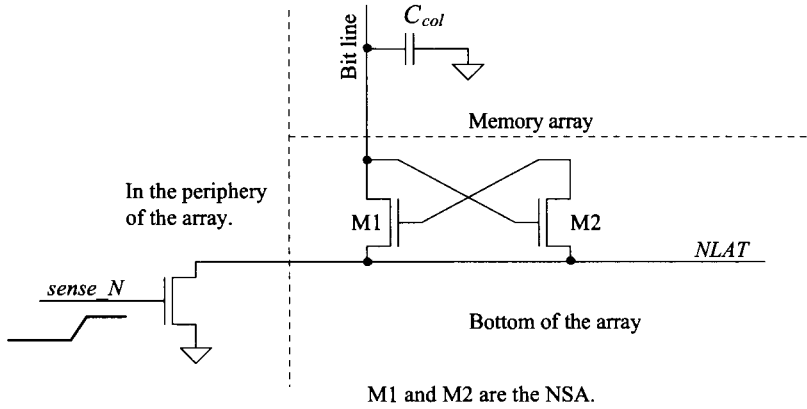 Bit line
C_col
Memory array
In the periphery
of the array.
M1
M2
NLAT
sense_N
Bottom of the array
M1 and M2 are the NSA.